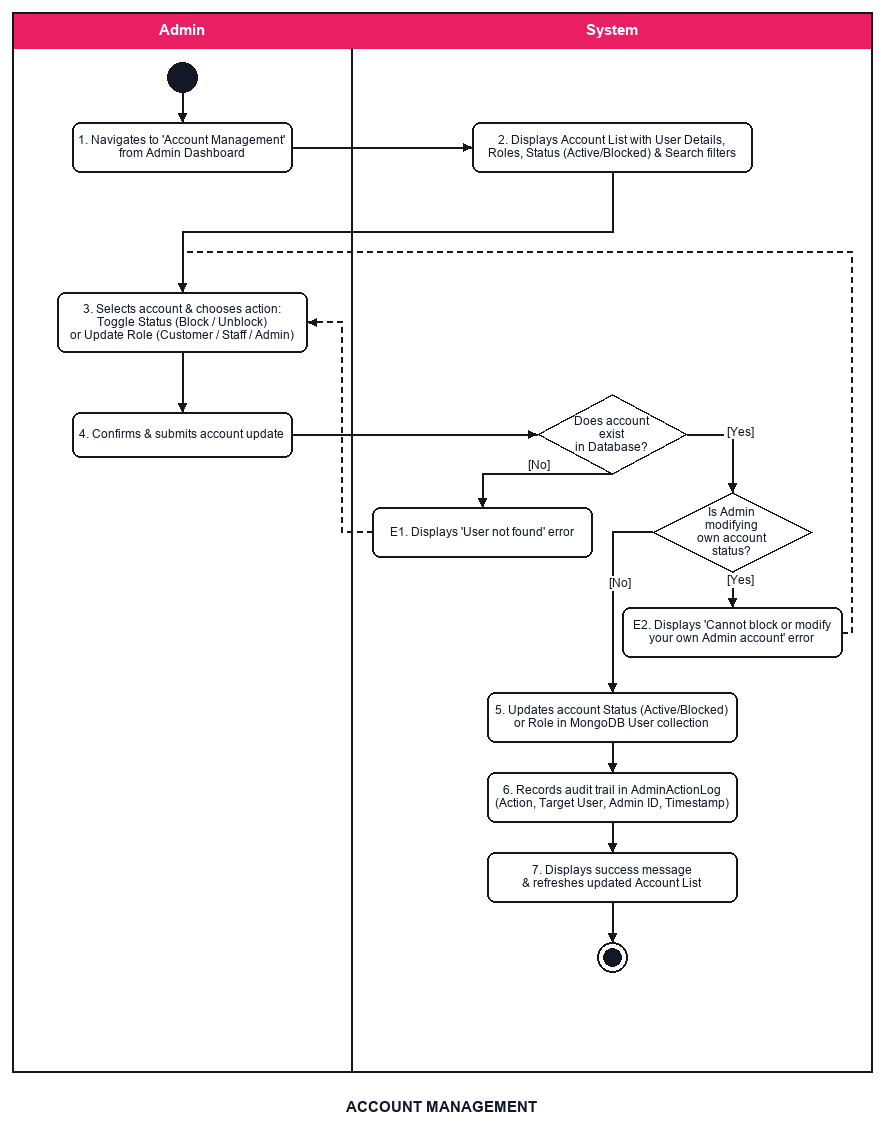 Admin
System
1. Navigates to 'Account Management'
from Admin Dashboard
2. Displays Account List with User Details,
Roles, Status (Active/Blocked) & Search filters
3. Selects account & chooses action:
Toggle Status (Block / Unblock)
or Update Role (Customer / Staff / Admin)
4. Confirms & submits account update
Does account
exist
in Database?
[Yes]
[No]
E1. Displays 'User not found' error
Is Admin
modifying
own account
status?
[No]
[Yes]
E2. Displays 'Cannot block or modify
your own Admin account' error
5. Updates account Status (Active/Blocked)
or Role in MongoDB User collection
6. Records audit trail in AdminActionLog
(Action, Target User, Admin ID, Timestamp)
7. Displays success message
& refreshes updated Account List
ACCOUNT MANAGEMENT